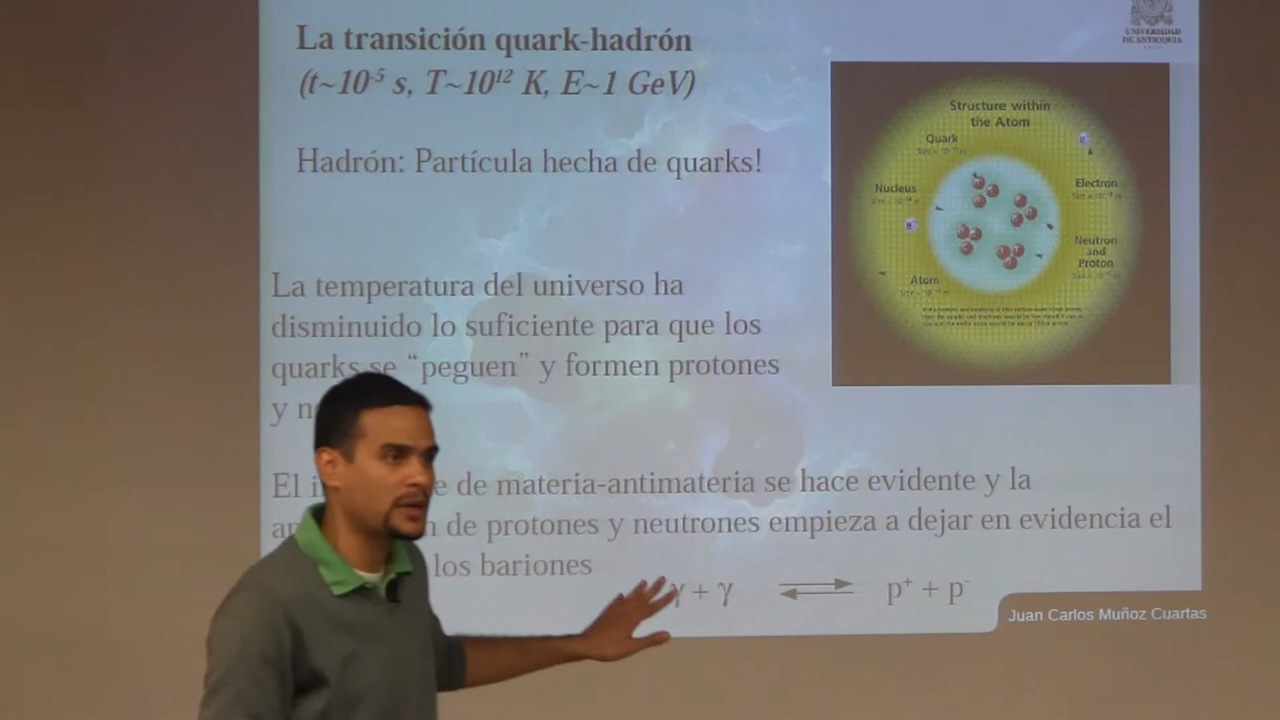 La transición quark-hadrón
(t~10⁻⁵ s, T~10¹² K, E~1 GeV)
UNIVERSIDAD
DE ANTIOQUIA
Hadrón: Partícula hecha de quarks!
Structure within
the Atom
Quark
Nucleus
Electron
Neutron
and
Proton
Atom
La temperatura del universo ha
disminuido lo suficiente para que los
quarks se “peguen” y formen protones
y
El de materia-antimateria se hace evidente y la
de protones y neutrones empieza a dejar en evidencia el
los bariones
γ + γ ⇌ p⁺ + p⁻
Juan Carlos Muñoz Cuartas